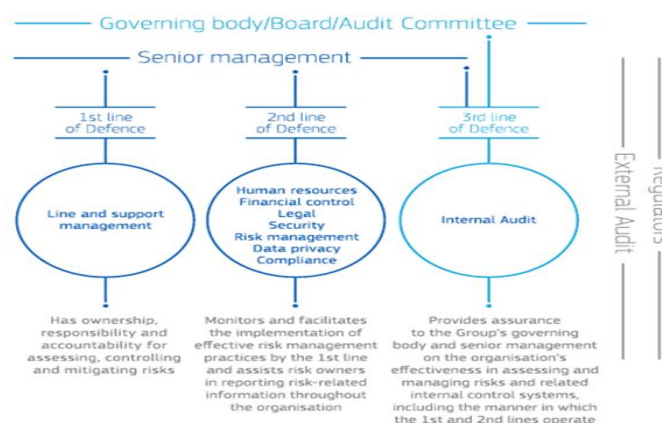 Governing body/Board/Audit Committee
Senior management
1st line
of Defence
2nd line
of Defence
3rd line
of Defence
Line and support
management
Human resources
Financial control
Legal
Security
Risk management
Data privacy
Compliance
Internal Audit
Has ownership,
responsibility and
accountability for
assessing, controlling
and mitigating risks
Monitors and facilitates
the implementation of
effective risk management
practices by the 1st line
and assists risk owners
in reporting risk-related
information throughout
the organisation
Provides assurance
to the Group's governing
body and senior management
on the organisation's
effectiveness in assessing and
managing risks and related
internal control systems,
including the manner in which
the 1st and 2nd lines operate
External Audit
Regulators